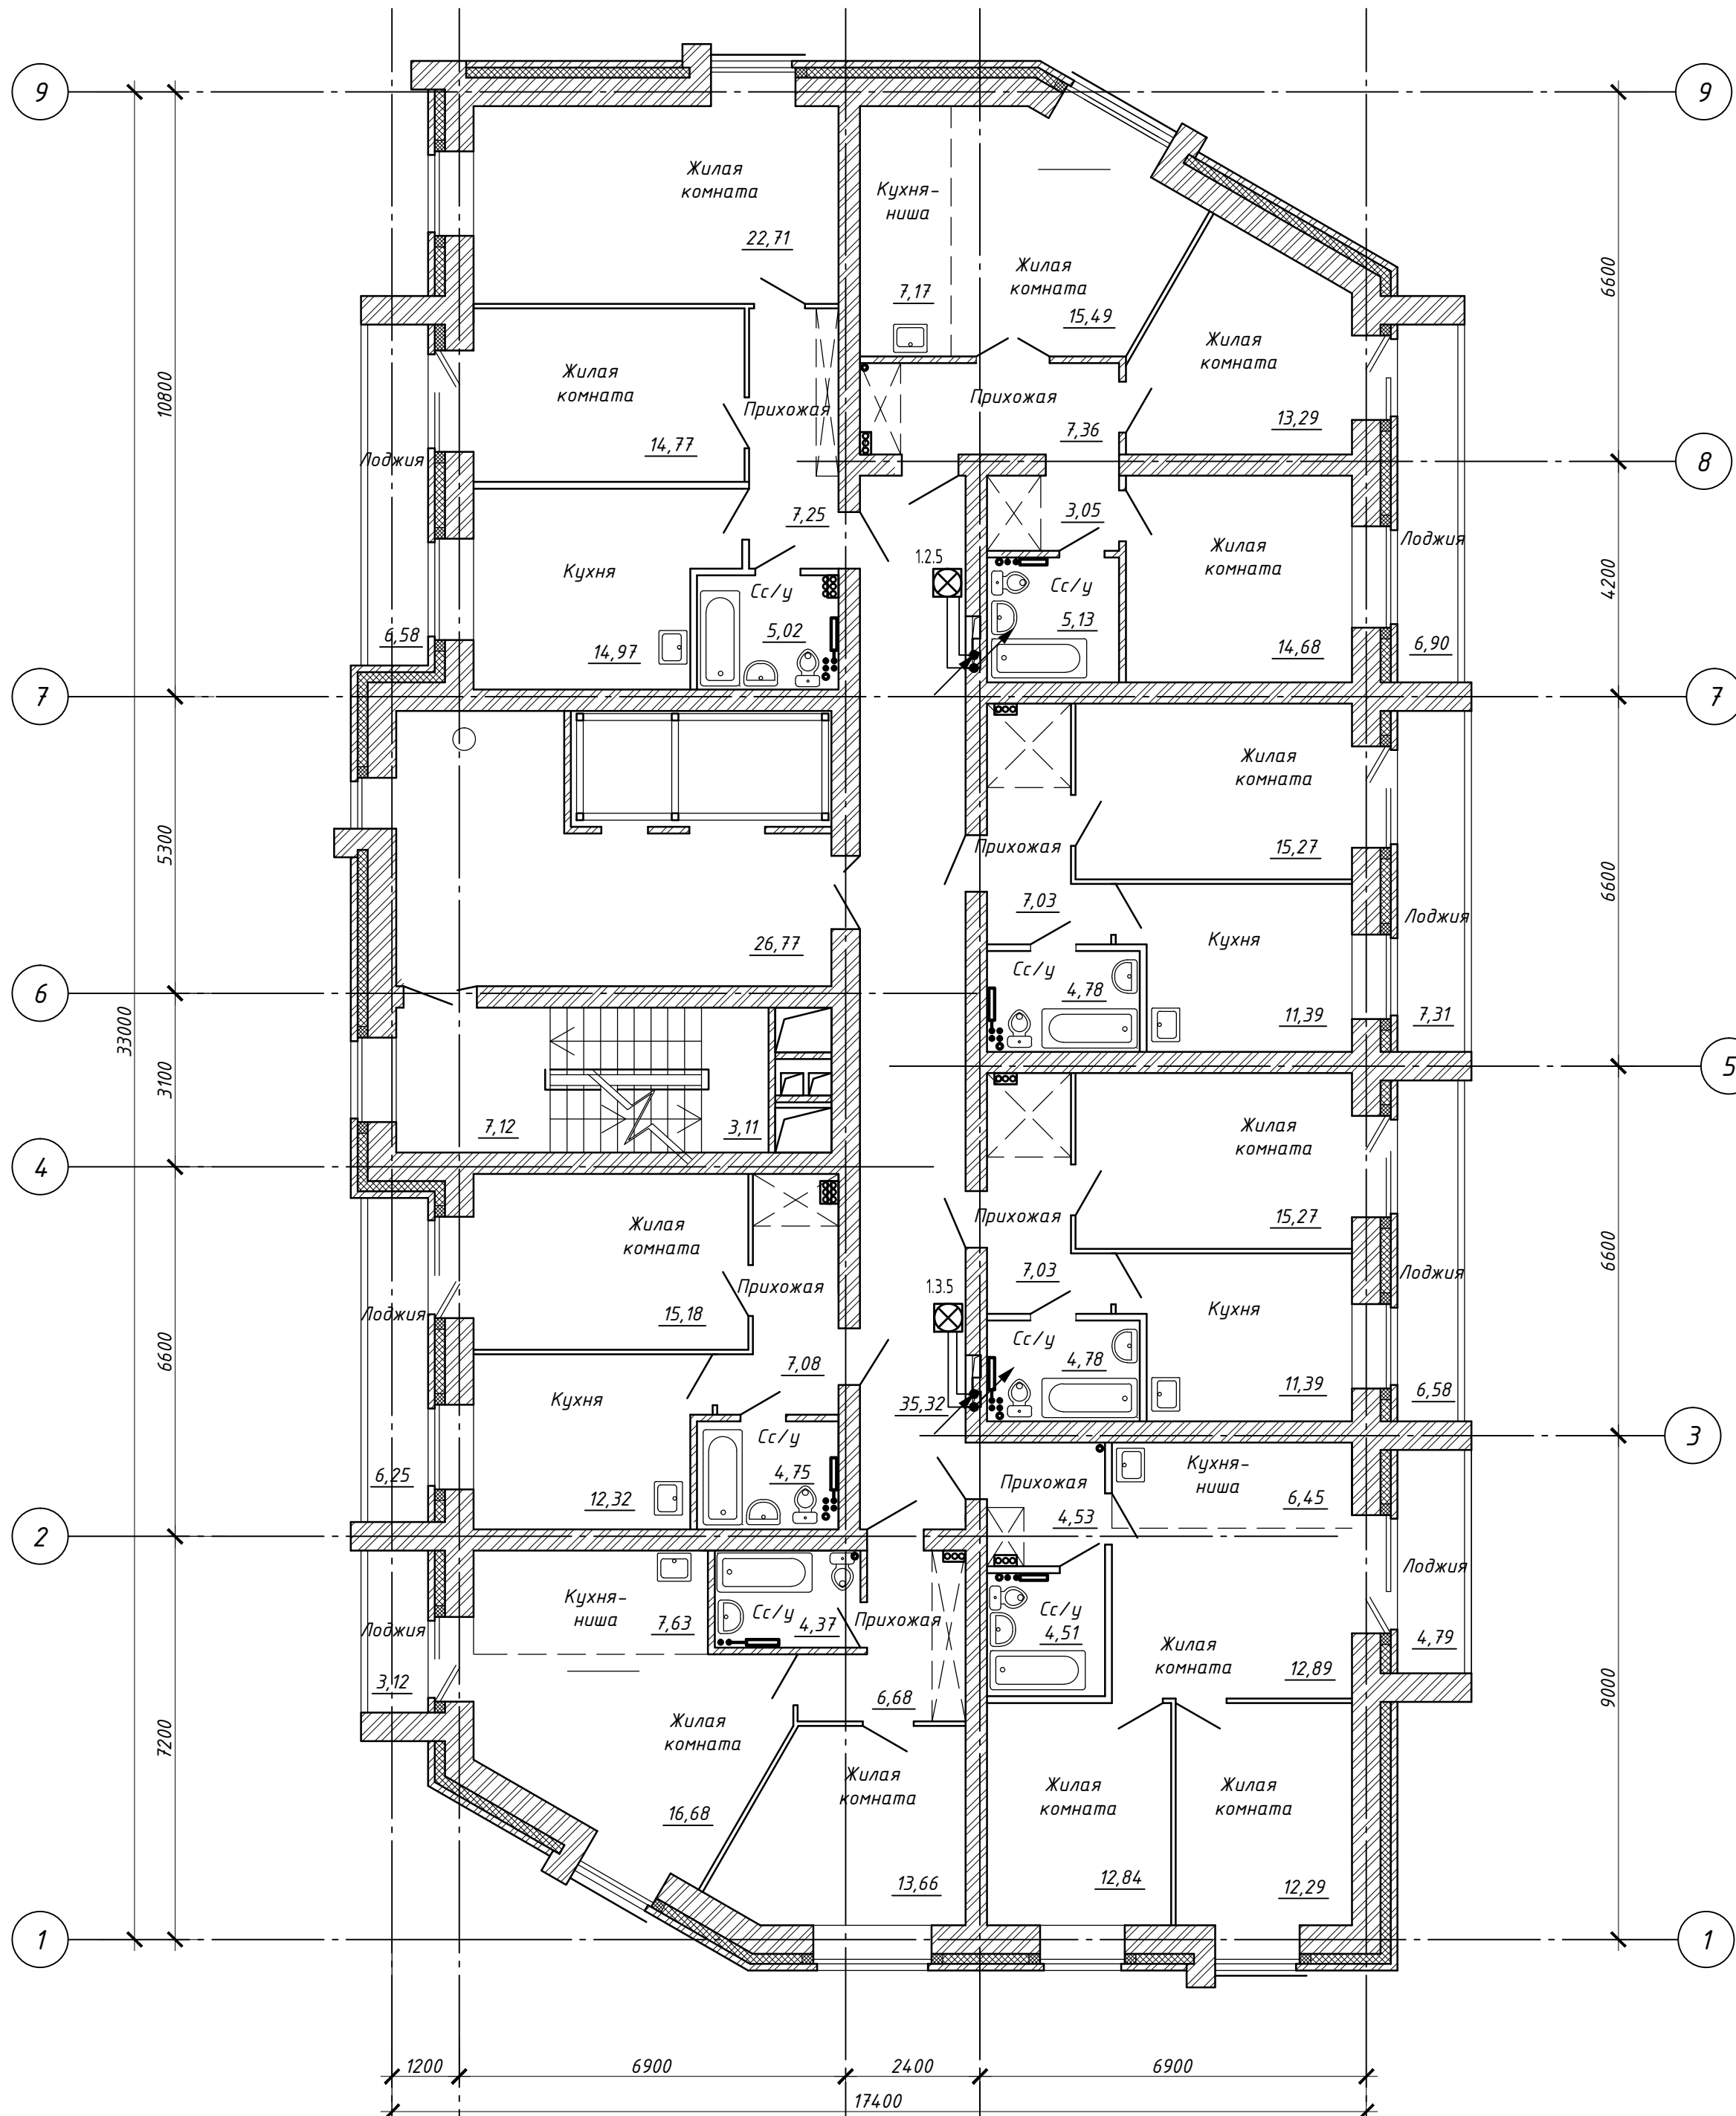 9
9
Жилая
комната
22,71
Кухня-
ниша
7,17
Жилая
комната
15,49
6600
Жилая
комната
13,29
10800
Жилая
комната
14,77
Прихожая
Прихожая
7,36
Лоджия
8
7,25
3,05
Жилая
комната
14,68
Лоджия
4200
1.2.5
Кухня
14,97
Сс/у
5,02
Сс/у
5,13
6,58
6,90
7
7
5300
Жилая
комната
15,27
Прихожая
6600
26,77
7,03
Кухня
11,39
Лоджия
7,31
Сс/у
4,78
6
33000
3100
7,12
3,11
5
4
Жилая
комната
15,27
Жилая
комната
15,18
Прихожая
Прихожая
7,03
Лоджия
6600
Лоджия
6600
1.3.5
Кухня
11,39
6,58
7,08
Сс/у
4,78
Кухня
12,32
35,32
Сс/у
4,75
6,25
3
Прихожая
4,53
Кухня-
ниша
6,45
2
Лоджия
3,12
Кухня-
ниша
7,63
Сс/у
4,37
Прихожая
6,68
Сс/у
4,51
Лоджия
4,79
Жилая
комната
12,89
7200
9000
Жилая
комната
16,68
Жилая
комната
13,66
Жилая
комната
12,84
Жилая
комната
12,29
1
1
1200
6900
2400
6900
17400